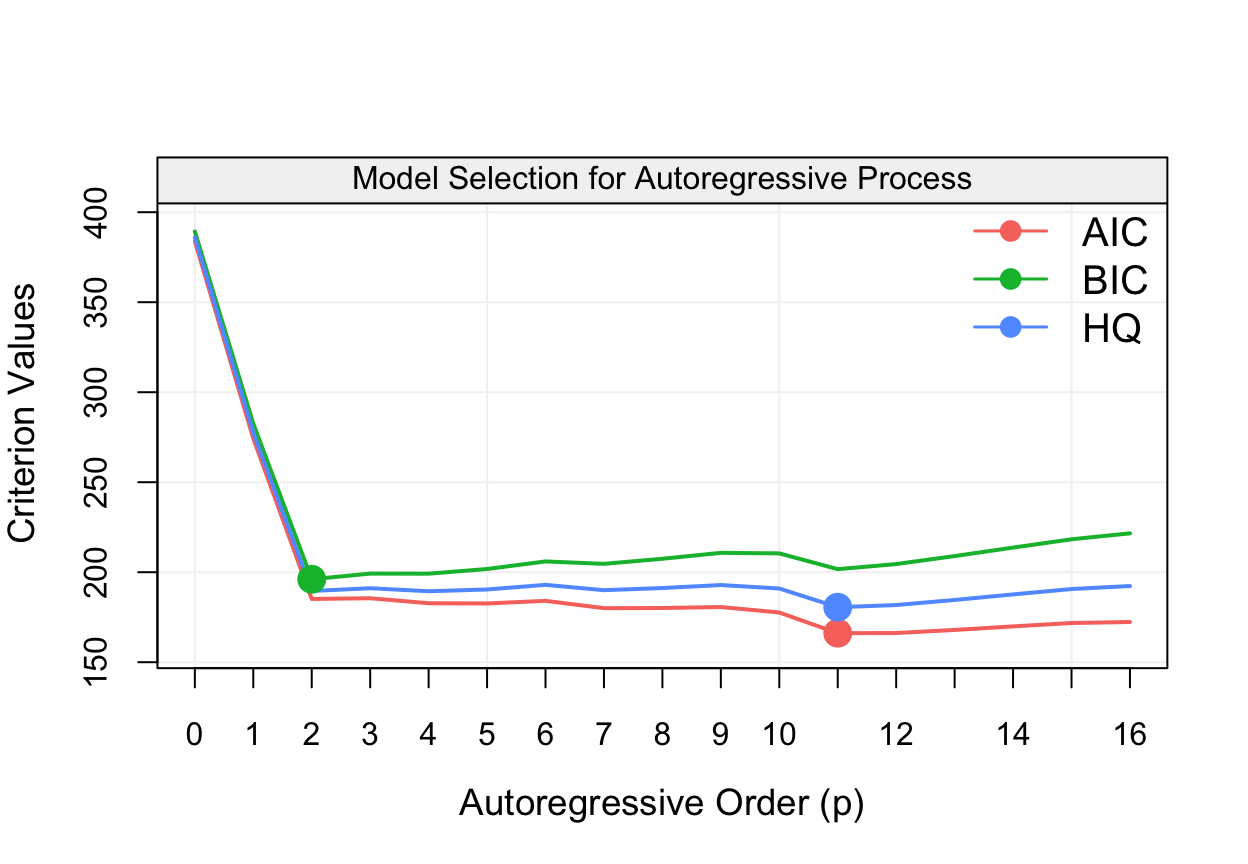 Model Selection for Autoregressive Process
AIC
BIC
HQ
Criterion Values
400
350
300
250
200
150
0 1 2 3 4 5 6 7 8 9 10 12 14 16
Autoregressive Order (p)